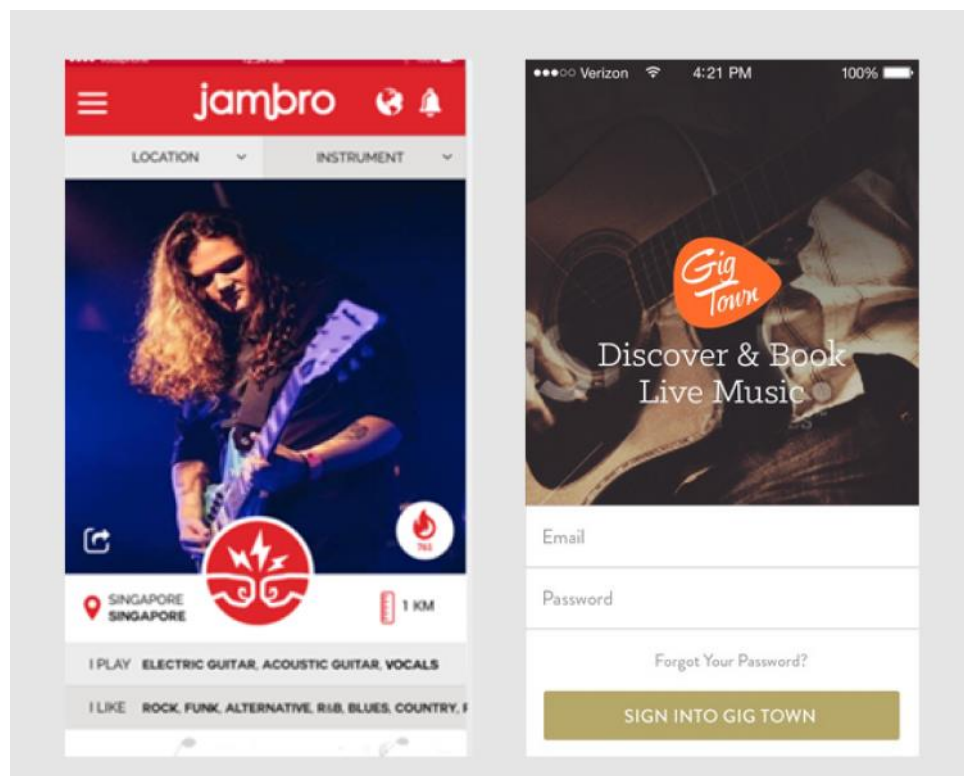 jambro
LOCATION
INSTRUMENT
SINGAPORE
SINGAPORE
1 KM
I PLAY ELECTRIC GUITAR, ACOUSTIC GUITAR, VOCALS
I LIKE ROCK, FUNK, ALTERNATIVE, R&B, BLUES, COUNTRY,
Verizon 4:21 PM 100%
Gig
Town
Discover & Book
Live Music
Email
Password
Forgot Your Password?
SIGN INTO GIG TOWN